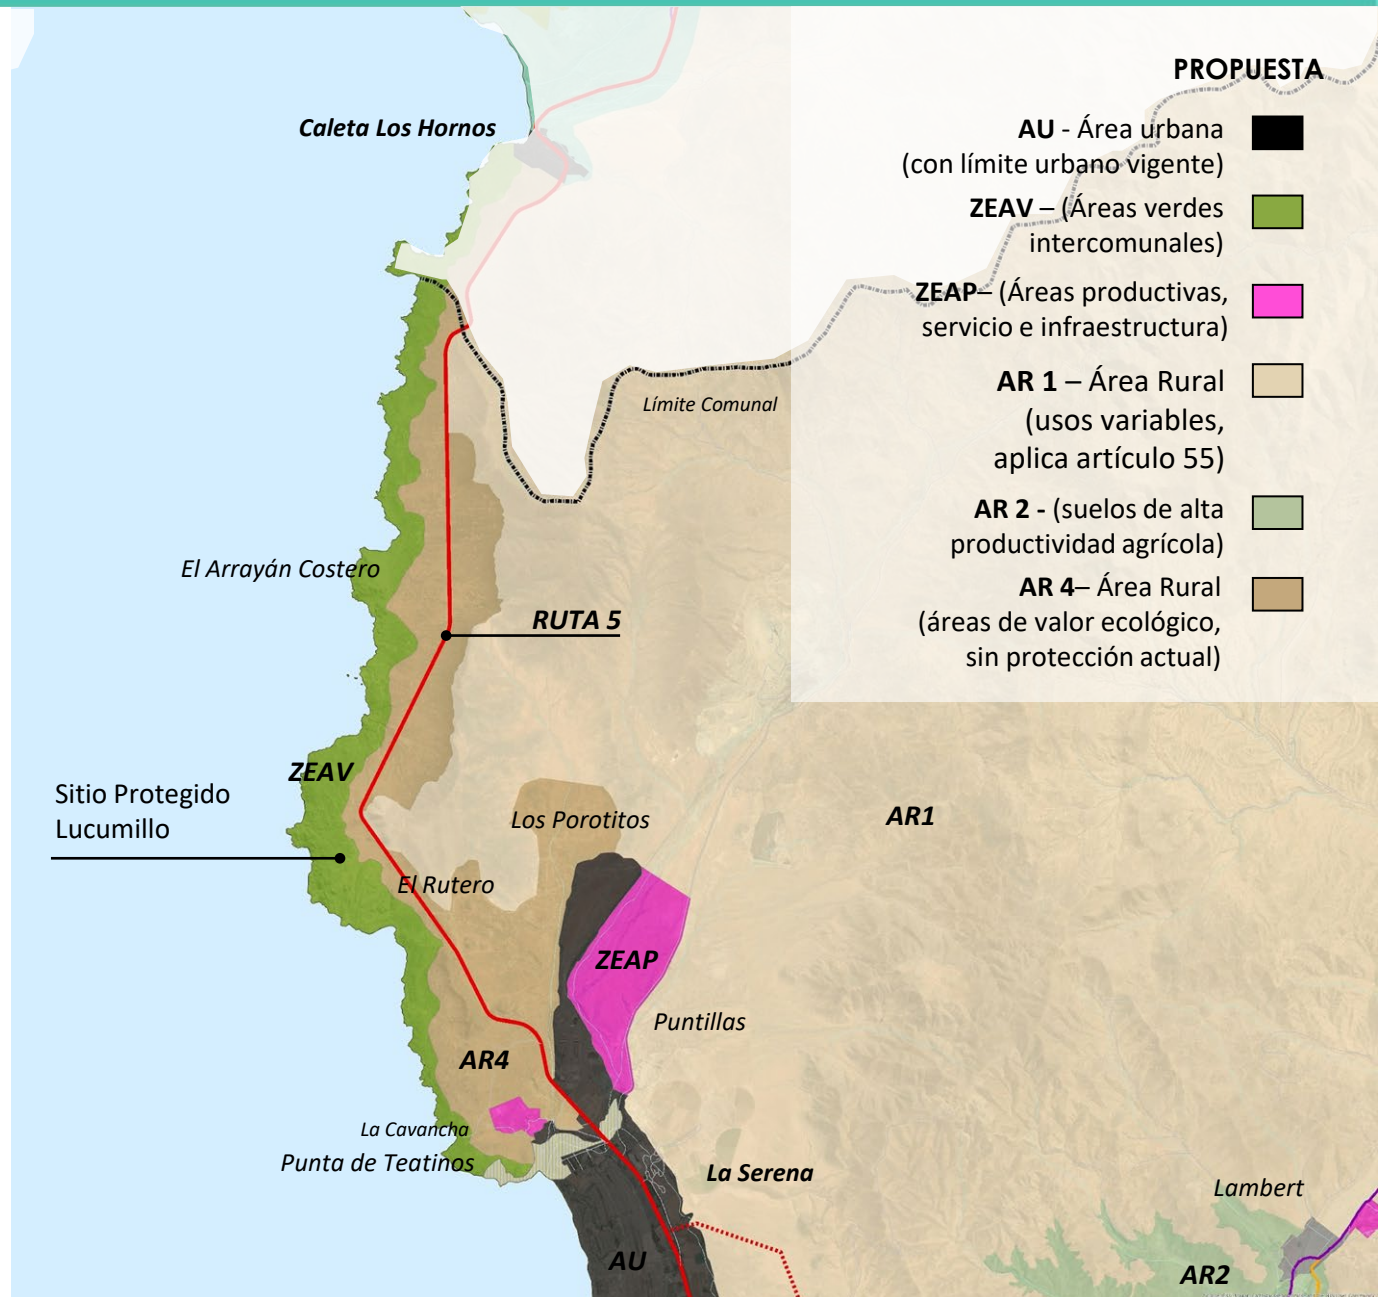 PROPUESTA
AU - Área urbana
(con límite urbano vigente)
ZEAV – (Áreas verdes
intercomunales)
ZEAP– (Áreas productivas,
servicio e infraestructura)
AR 1 – Área Rural
(usos variables,
aplica artículo 55)
AR 2 - (suelos de alta
productividad agrícola)
AR 4– Área Rural
(áreas de valor ecológico,
sin protección actual)
Caleta Los Hornos
Límite Comunal
El Arrayán Costero
RUTA 5
ZEAV
Sitio Protegido
Lucumillo
Los Porotitos
AR1
El Rutero
ZEAP
Puntillas
AR4
La Cavancha
Punta de Teatinos
La Serena
Lambert
AU
AR2